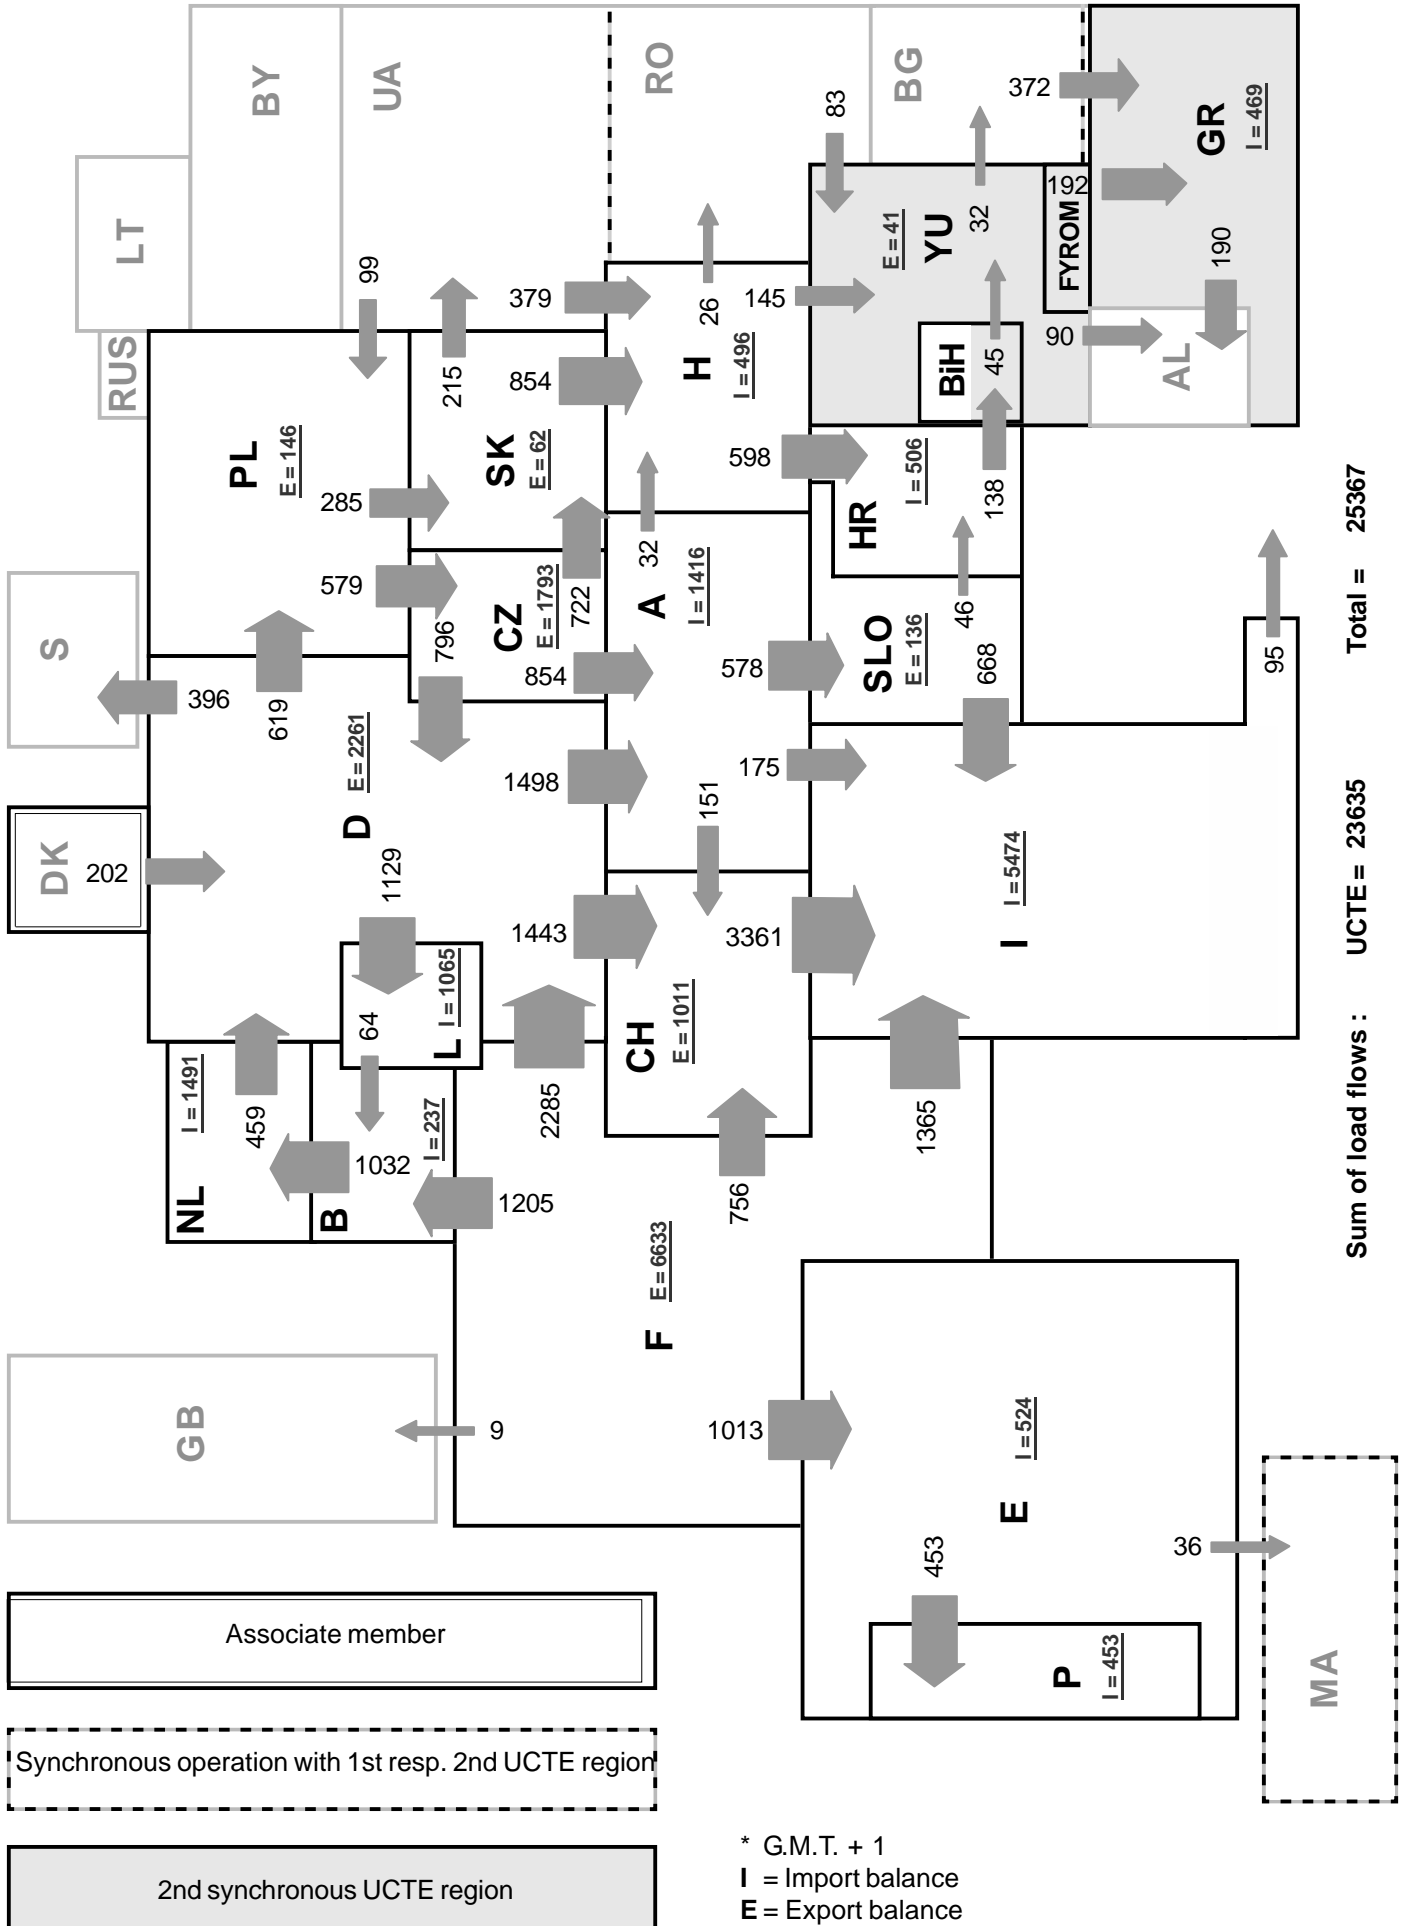 BY
UA
RO
BG
LT
RUS
S
DK
GB
MA
AL
99
83
372
GR
I = 469
192
FYROM
E = 41
YU
32
190
90
BiH
45
138
379
26
145
H
I = 496
215
854
SK
E = 62
PL
E = 146
285
579
598
HR
I = 506
32
A
I = 1416
CZ
E = 1793
722
796
854
578
SLO
E = 136
46
668
95
396
619
D
E = 2261
1498
175
151
202
1129
1443
3361
I
I = 5474
64
L
I = 1065
CH
E = 1011
NL
I = 1491
459
B
I = 237
1032
1205
2285
756
1365
F
E = 6633
9
1013
E
I = 524
453
36
P
I = 453
Sum of load flows : UCTE = 23635 Total = 25367
Associate member
Synchronous operation with 1st resp. 2nd UCTE region
2nd synchronous UCTE region
* G.M.T. + 1
I = Import balance
E = Export balance